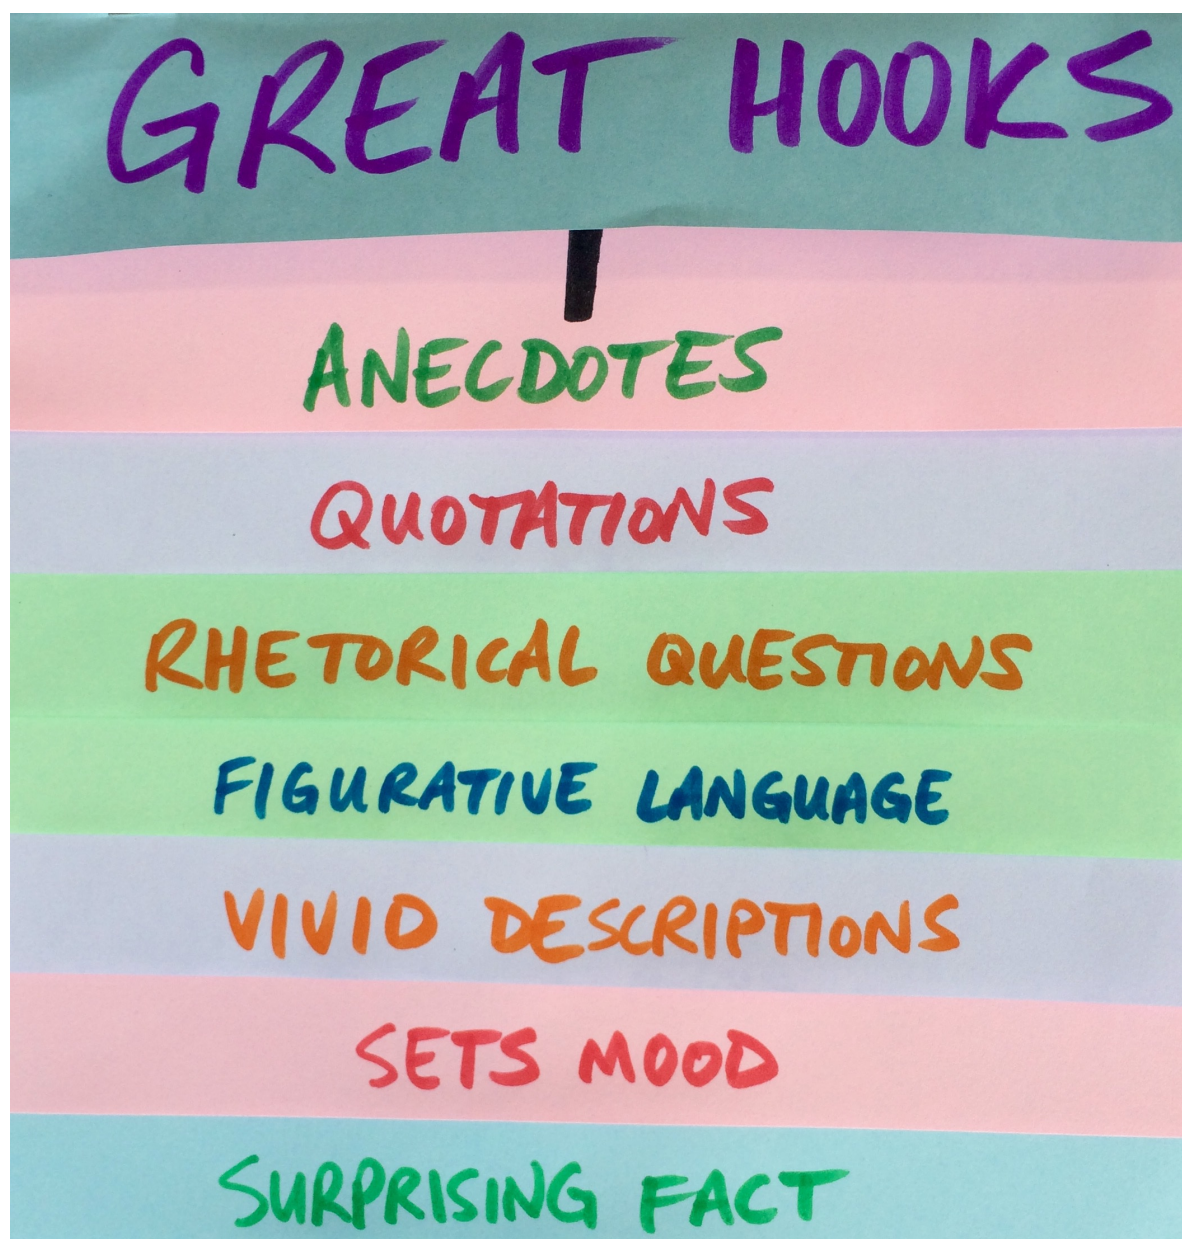 GREAT HOOKS
ANECDOTES
QUOTATIONS
RHETORICAL QUESTIONS
FIGURATIVE LANGUAGE
VIVID DESCRIPTIONS
SETS MOOD
SURPRISING FACT